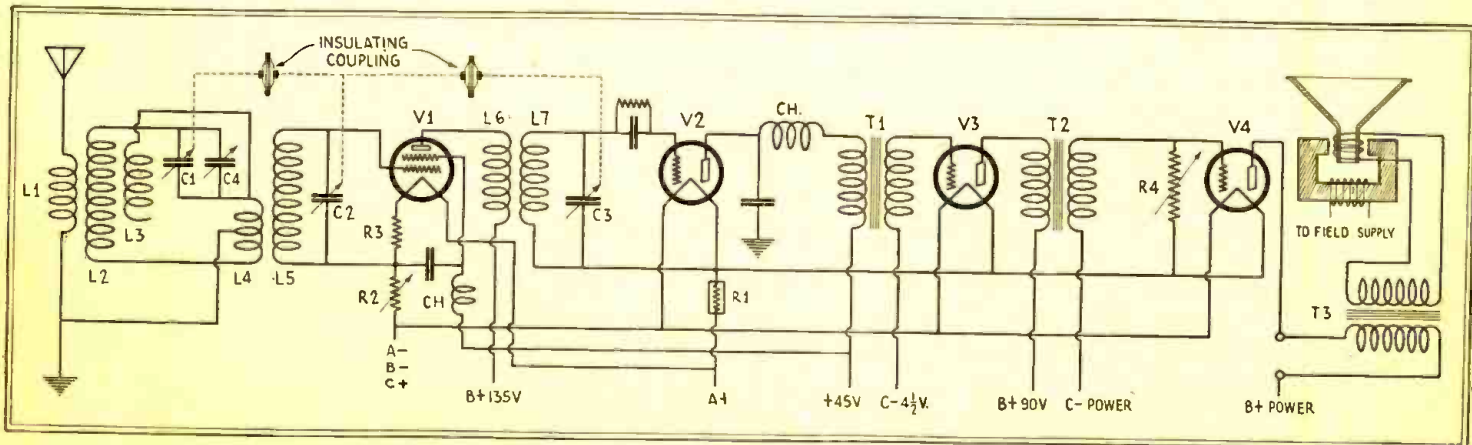 INSULATING
COUPLING
L1
L2
L3
C1
C4
L4
L5
C2
V1
R3
R2
CH
A-
B-
C+
L6
L7
B+135V
C3
V2
CH.
R1
A+
T1
+45V
C-4½V.
V3
T2
B+90V
C- POWER
R4
V4
TO FIELD SUPPLY
T3
B+ POWER